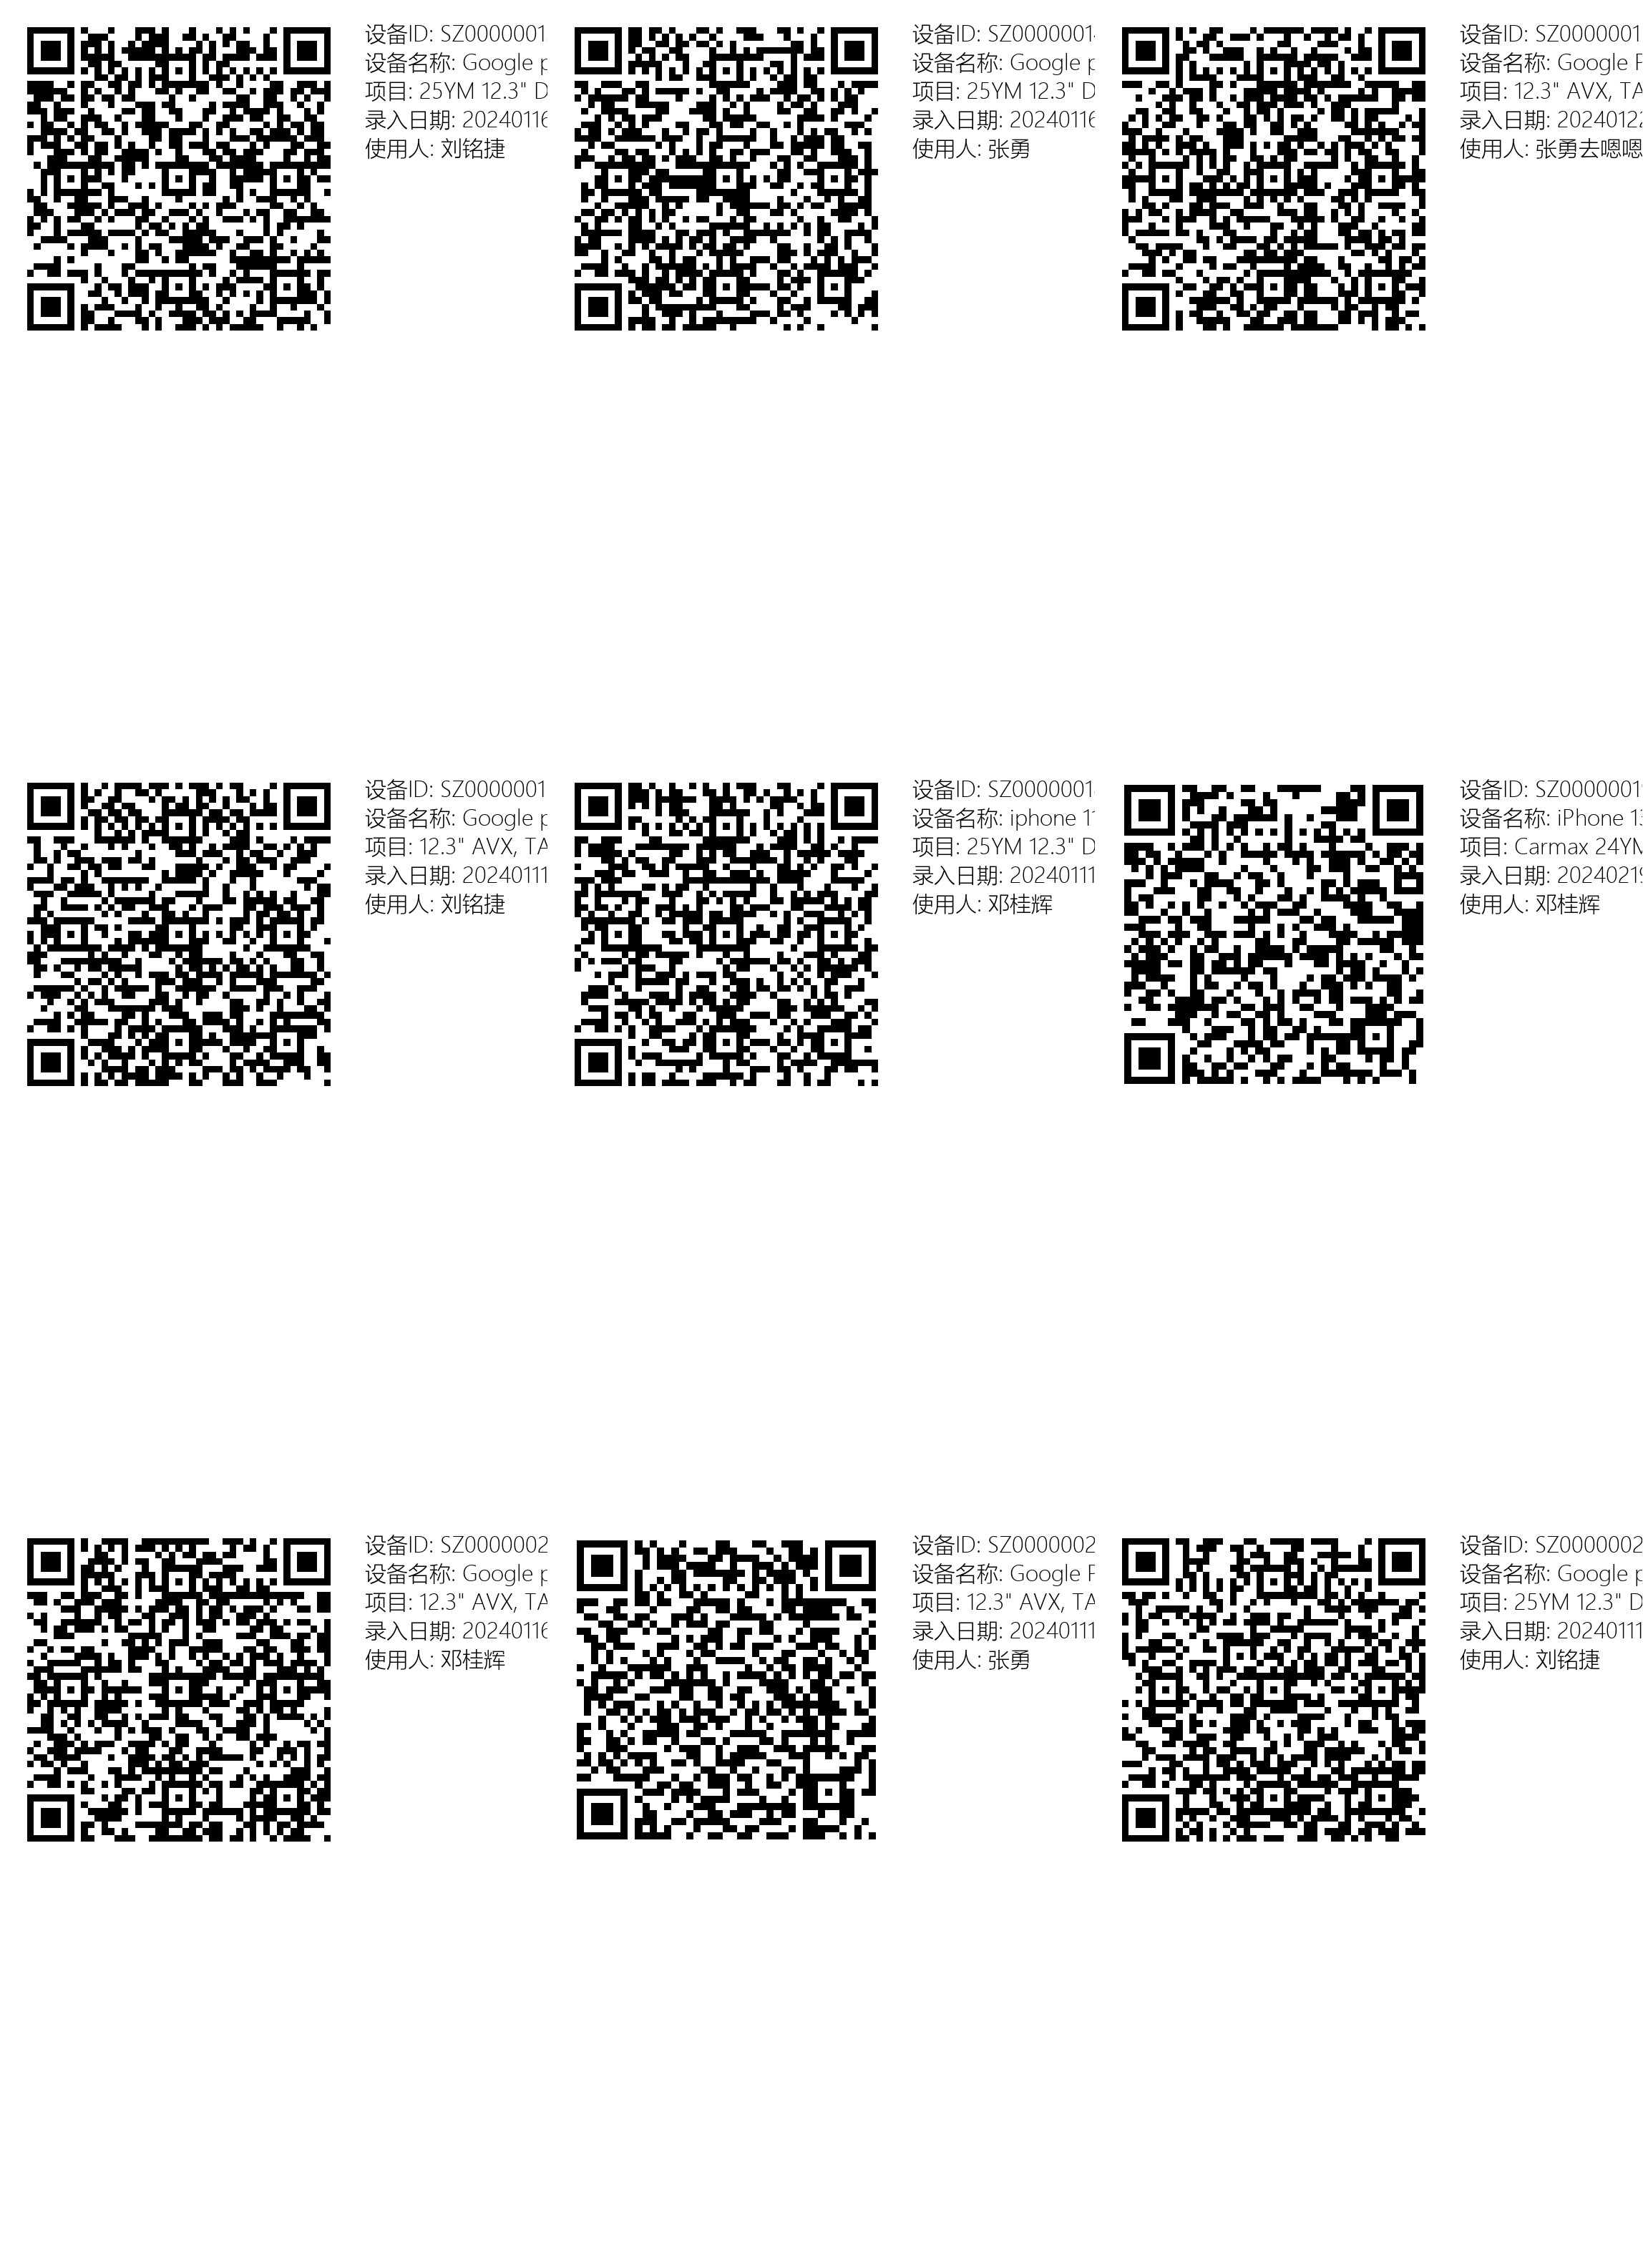 设备ID: SZ0000001
设备名称: Google p
项目: 25YM 12.3" D
录入日期: 2024011
使用人: 刘铭捷
设备ID: SZ0000001
设备名称: Google p
项目: 25YM 12.3" D
录入日期: 2024011
使用人: 张勇
设备ID: SZ0000001
设备名称: Google
项目: 12.3" AVX, TA
录入日期: 2024012
使用人: 张勇去嗯嗯
设备ID: SZ0000001
设备名称: Google p
项目: 12.3" AVX, TA
录入日期: 20240111
使用人: 刘铭捷
设备ID: SZ0000001
设备名称: iphone 11
项目: 25YM 12.3" D
录入日期: 20240111
使用人: 邓桂辉
设备ID: SZ0000001
设备名称: iPhone 1
项目: Carmax 24YM
录入日期: 2024021
使用人: 邓桂辉
设备ID: SZ0000002
设备名称: Google p
项目: 12.3" AVX, TA
录入日期: 2024011
使用人: 邓桂辉
设备ID: SZ0000002
设备名称: Google
项目: 12.3" AVX, TA
录入日期: 20240111
使用人: 张勇
设备ID: SZ0000002
设备名称: Google p
项目: 25YM 12.3" D
录入日期: 20240111
使用人: 刘铭捷